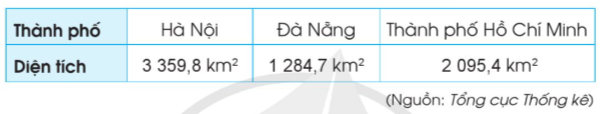 Thành phố Hà Nội Đà Nẵng Thành phố Hồ Chí Minh
Diện tích 3 359,8 km² 1 284,7 km² 2 095,4 km²
(Nguồn: Tổng cục Thống kê)